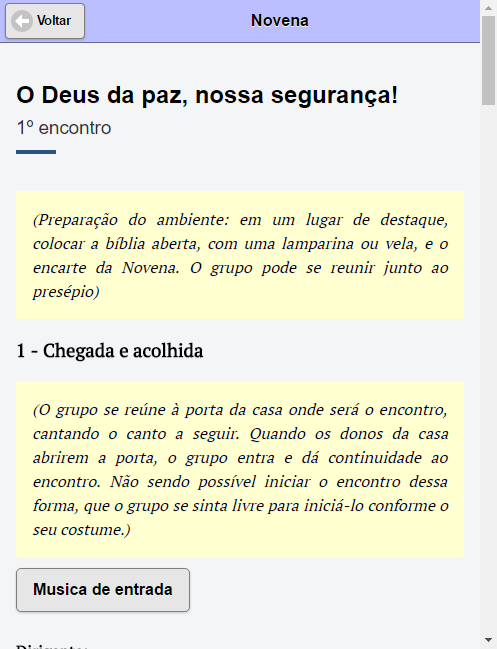 Voltar
Novena
O Deus da paz, nossa segurança!
1º encontro
(Preparação do ambiente: em um lugar de destaque,
colocar a bíblia aberta, com uma lamparina ou vela, e o
encarte da Novena. O grupo pode se reunir junto ao
presépio)
1 - Chegada e acolhida
(O grupo se reúne à porta da casa onde será o encontro,
cantando o canto a seguir. Quando os donos da casa
abrirem a porta, o grupo entra e dá continuidade ao
encontro. Não sendo possível iniciar o encontro dessa
forma, que o grupo se sinta livre para iniciá-lo conforme o
seu costume.)
Musica de entrada